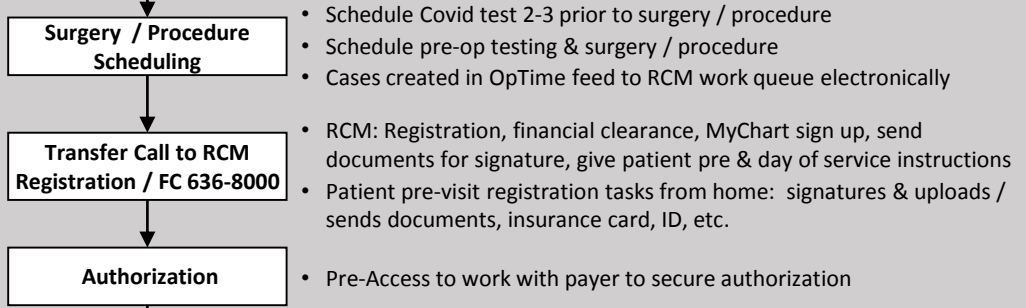 Surgery / Procedure
Scheduling
• Schedule Covid test 2-3 prior to surgery / procedure
• Schedule pre-op testing & surgery / procedure
• Cases created in OpTime feed to RCM work queue electronically
Transfer Call to RCM
Registration / FC 636-8000
• RCM: Registration, financial clearance, MyChart sign up, send
documents for signature, give patient pre & day of service instructions
• Patient pre-visit registration tasks from home: signatures & uploads /
sends documents, insurance card, ID, etc.
Authorization
• Pre-Access to work with payer to secure authorization